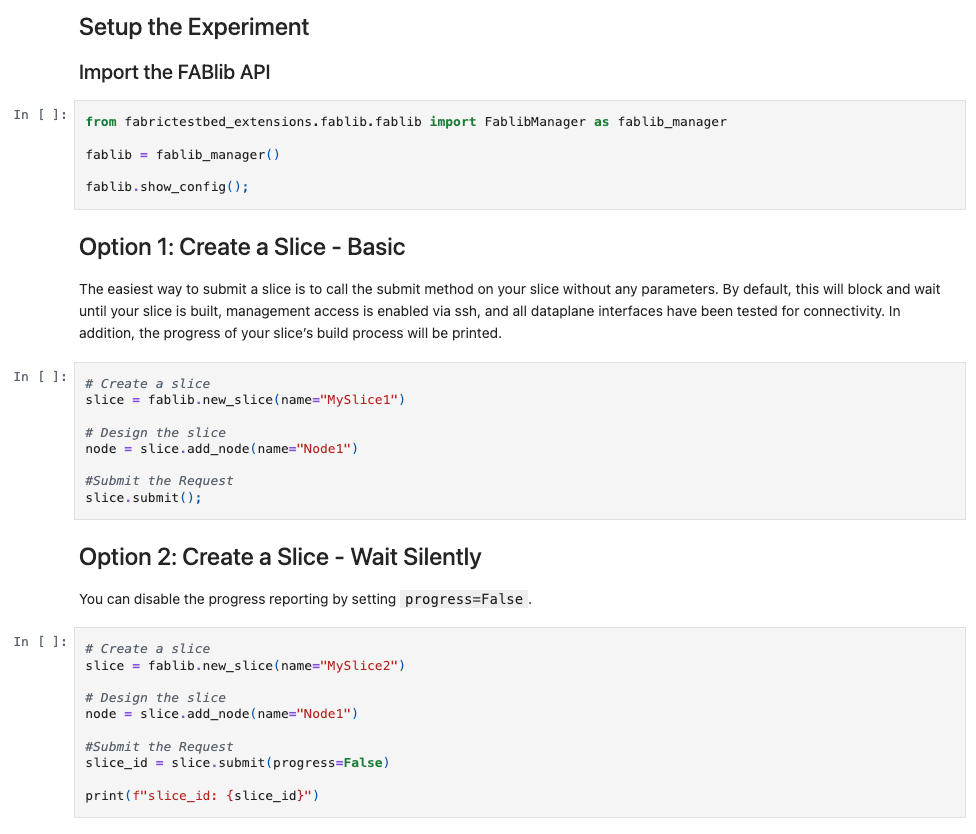 Setup the Experiment
Import the FABlib API
In [ ]:
from fabrictestbed_extensions.fablib.fablib import FablibManager as fablib_manager
fablib = fablib_manager()
fablib.show_config();
Option 1: Create a Slice - Basic
The easiest way to submit a slice is to call the submit method on your slice without any parameters. By default, this will block and wait
until your slice is built, management access is enabled via ssh, and all dataplane interfaces have been tested for connectivity. In
addition, the progress of your slice’s build process will be printed.
In [ ]:
# Create a slice
slice = fablib.new_slice(name="MySlice1")
# Design the slice
node = slice.add_node(name="Node1")
#Submit the Request
slice.submit();
Option 2: Create a Slice - Wait Silently
You can disable the progress reporting by setting progress=False.
In [ ]:
# Create a slice
slice = fablib.new_slice(name="MySlice2")
# Design the slice
node = slice.add_node(name="Node1")
#Submit the Request
slice_id = slice.submit(progress=False)
print(f"slice_id: {slice_id}")